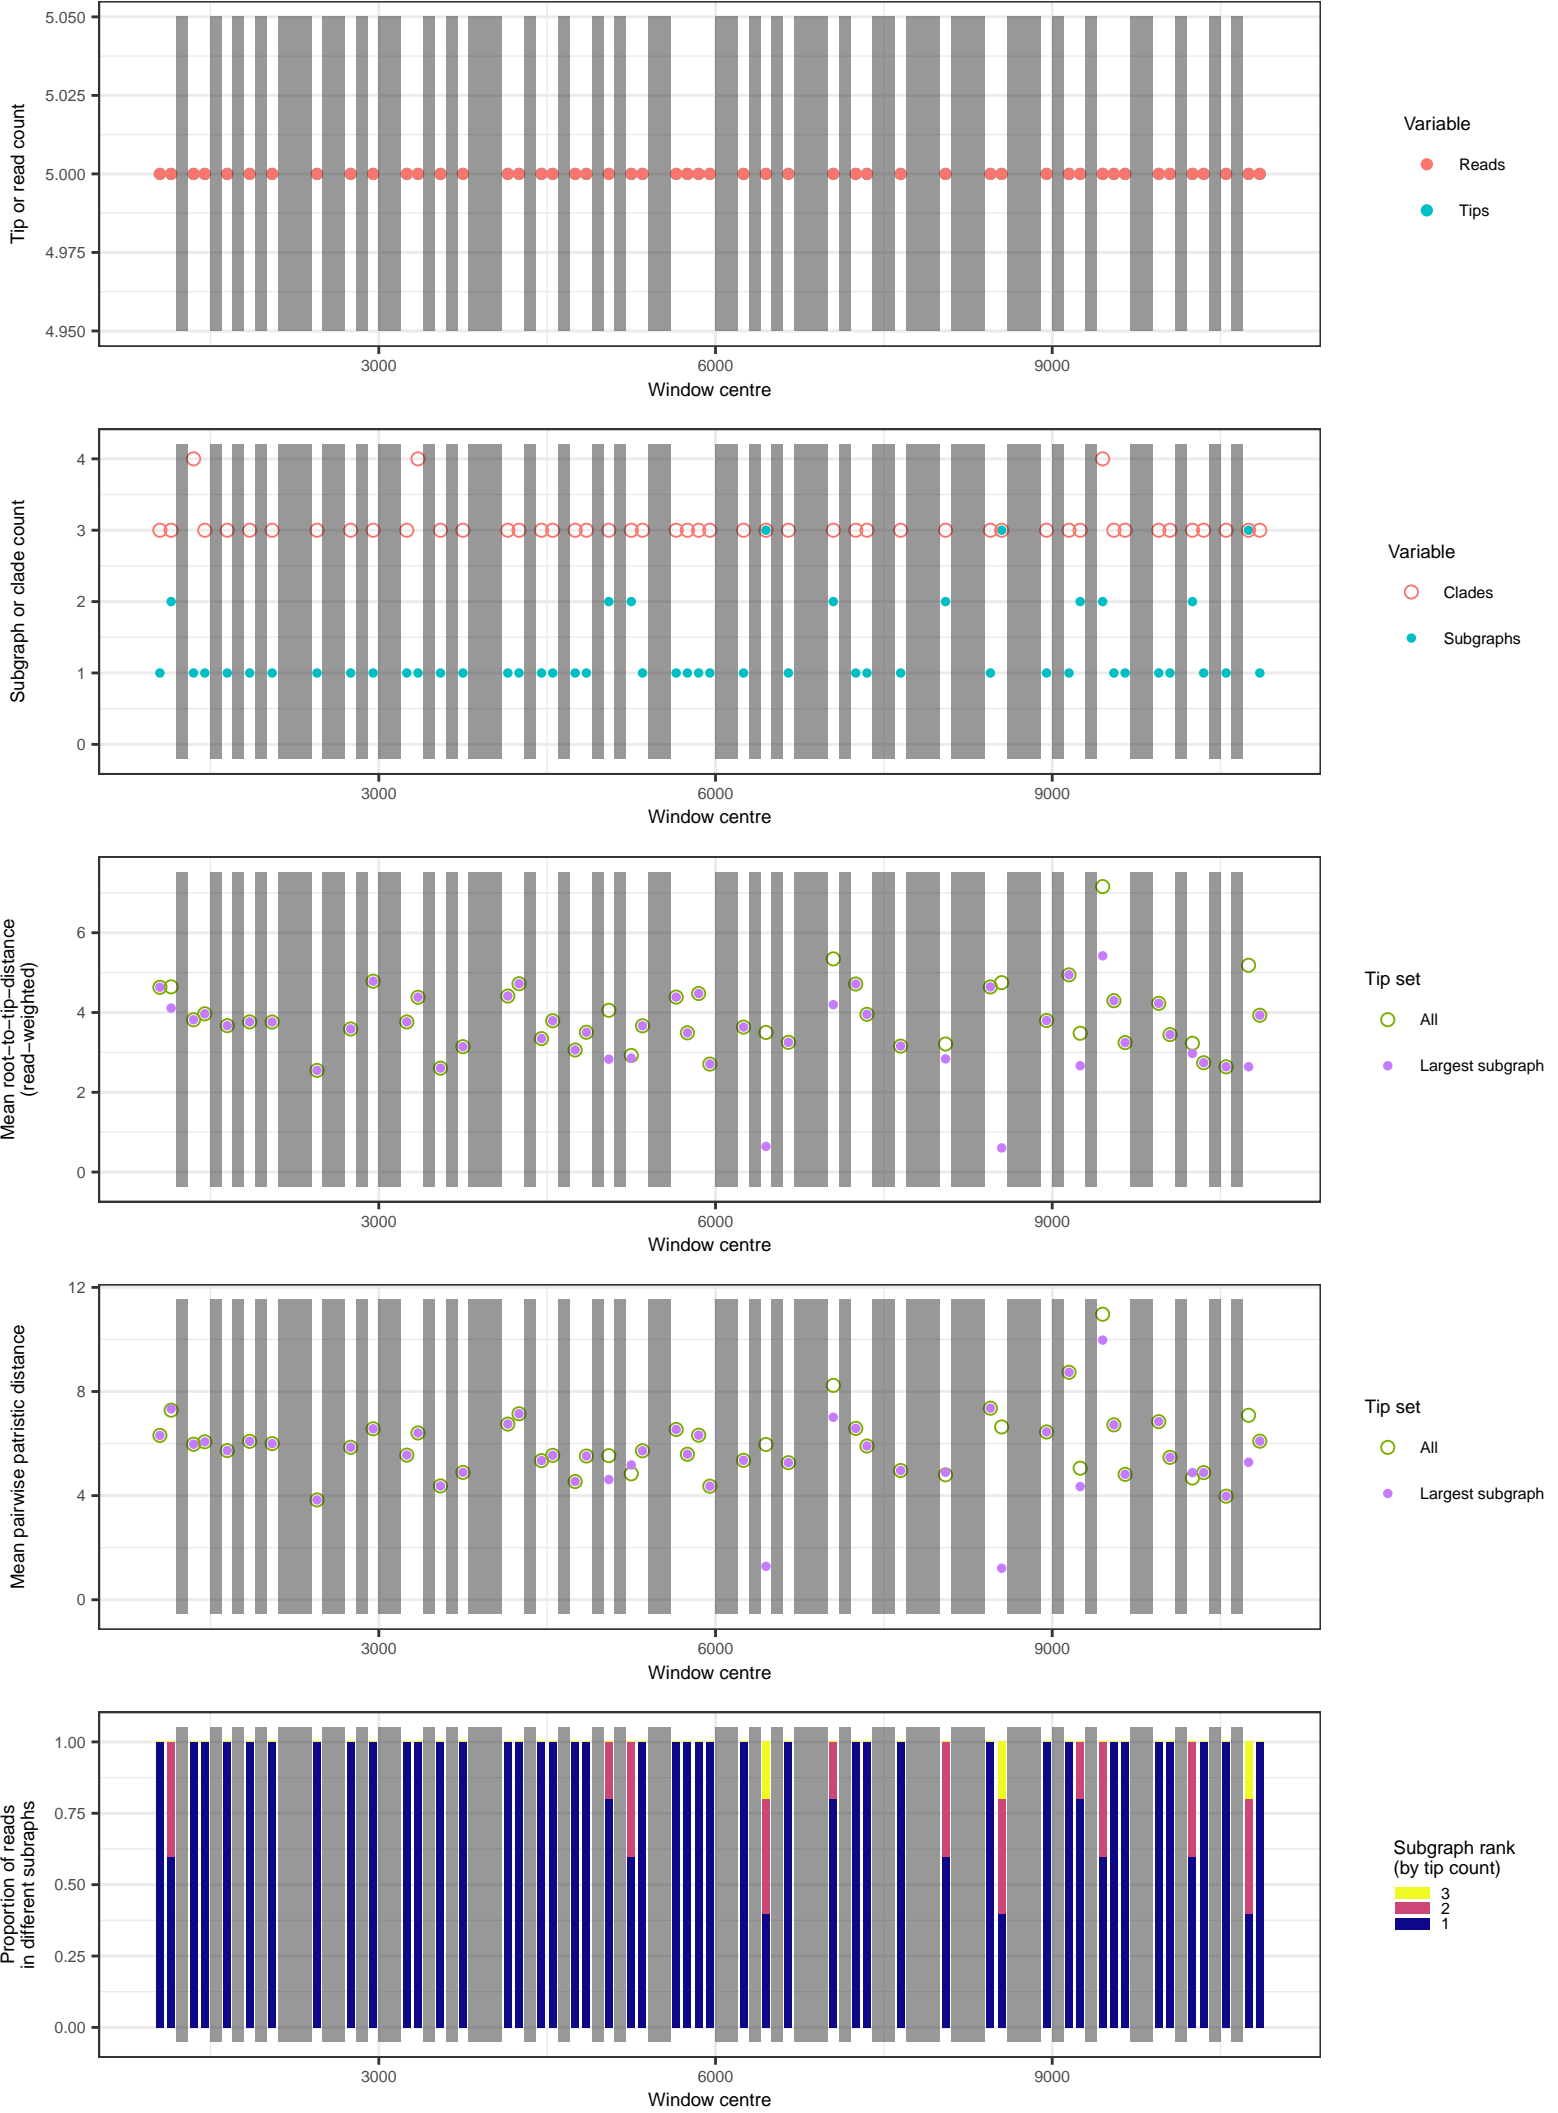 5.050
5.025
5.000
4.975
4.950
Tip or read count
3000 6000 9000
Window centre
Variable
Reads
Tips
4
3
2
1
0
Subgraph or clade count
3000 6000 9000
Window centre
Variable
Clades
Subgraphs
6
4
2
0
Mean root−to−tip−distance
(read−weighted)
3000 6000 9000
Window centre
Tip set
All
Largest subgraph
12
8
4
0
Mean pairwise patristic distance
3000 6000 9000
Window centre
Tip set
All
Largest subgraph
1.00
0.75
0.50
0.25
0.00
Proportion of reads
in different subraphs
3000 6000 9000
Window centre
Subgraph rank
(by tip count)
3
2
1